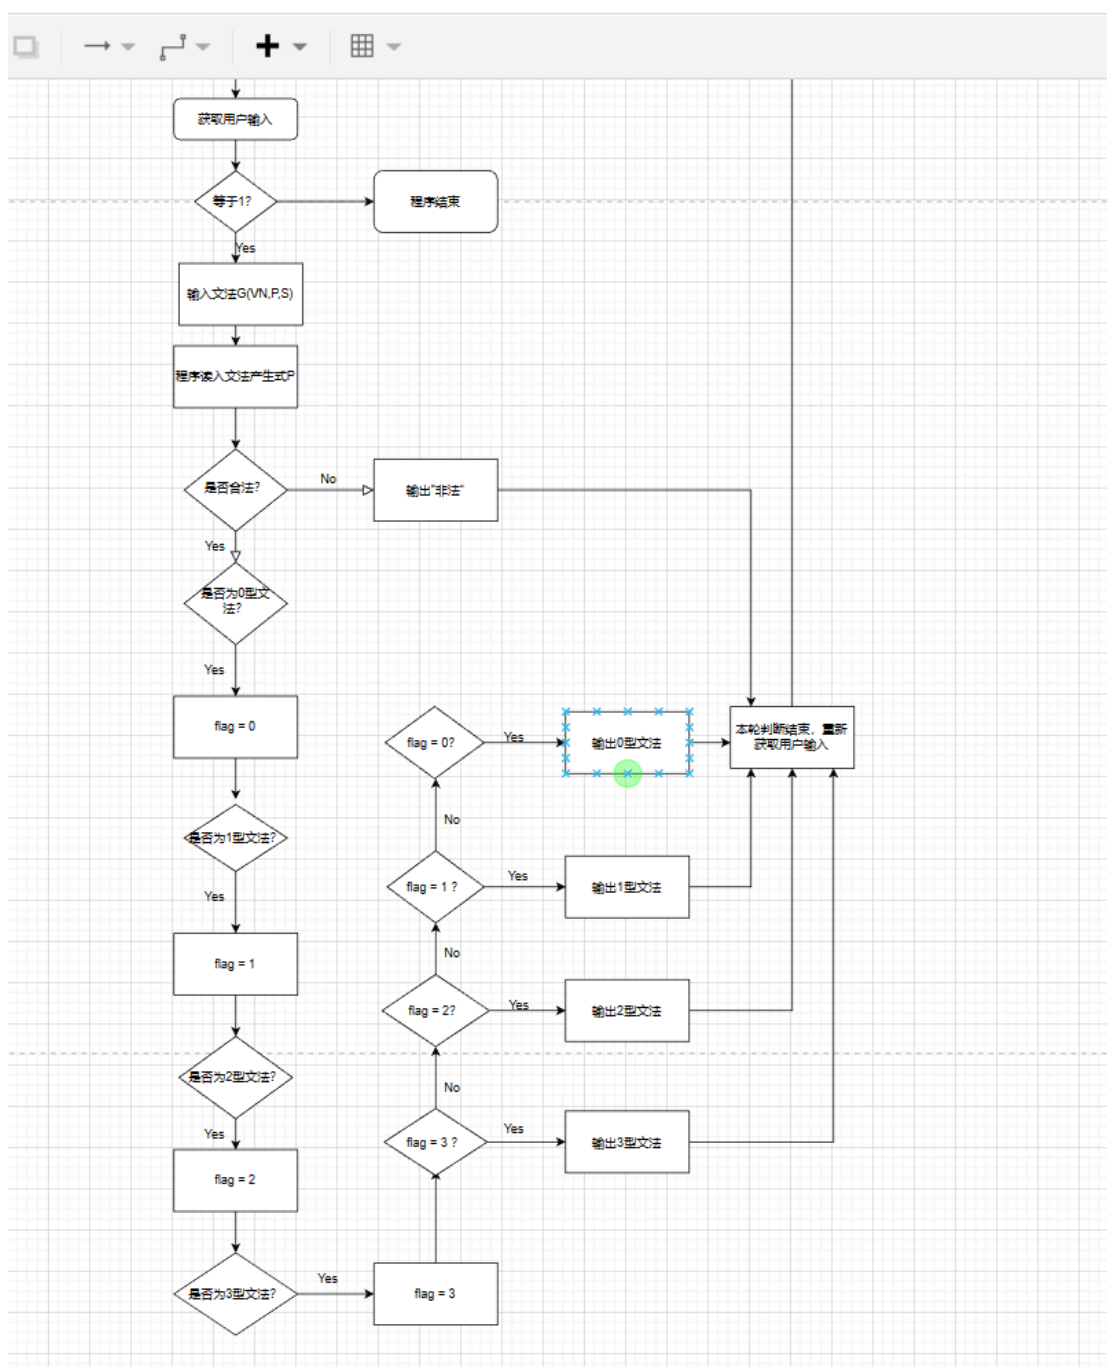 获取用户输入
等于1?
程序结束
Yes
输入文法G(VN,P,S)
程序读入文法产生式P
是否合法?
No
输出"非法"
Yes
是否为0型文
法?
Yes
flag = 0
flag = 0?
Yes
输出0型文法
本轮判断结束，重新
获取用户输入
No
是否为1型文法?
Yes
flag = 1 ?
Yes
输出1型文法
No
flag = 1
flag = 2?
Yes
输出2型文法
是否为2型文法?
No
Yes
flag = 3 ?
Yes
输出3型文法
flag = 2
是否为3型文法?
Yes
flag = 3